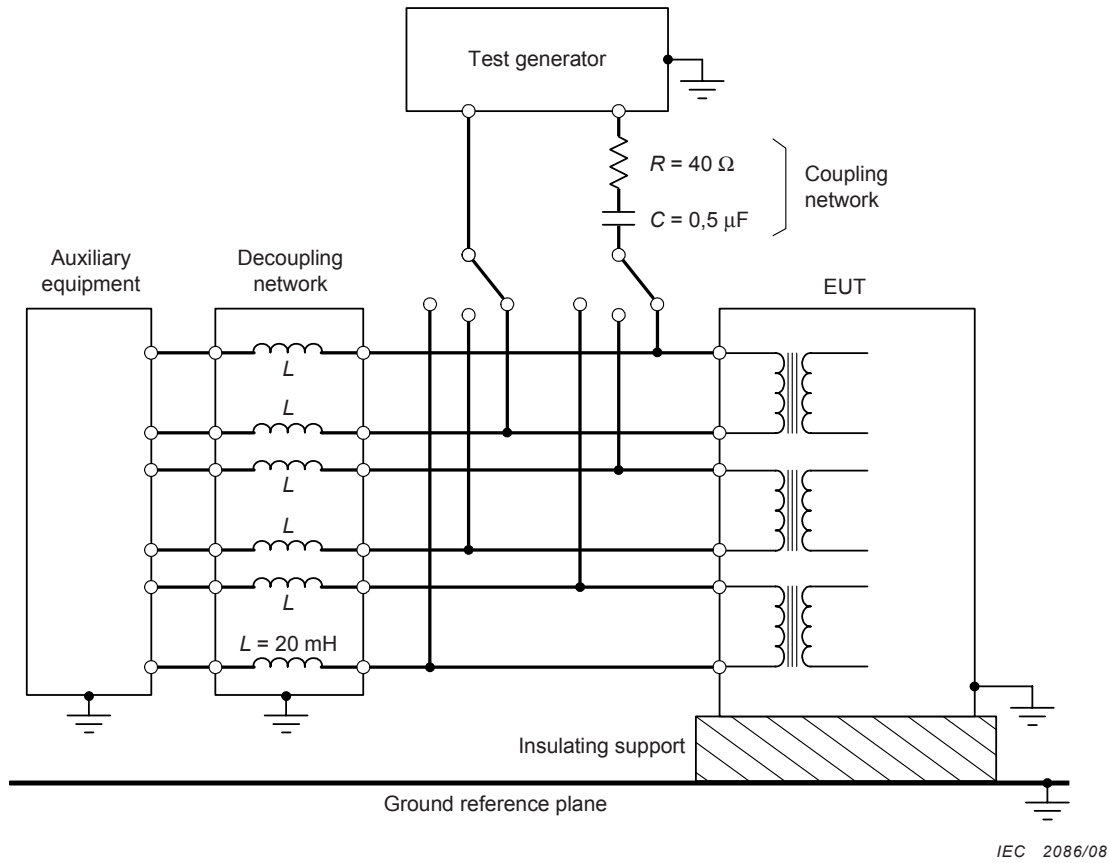 Test generator
R = 40 Ω
C = 0,5 μF
Coupling
network
Auxiliary
equipment
Decoupling
network
EUT
L
L
L
L
L
L = 20 mH
Insulating support
Ground reference plane
IEC 2086/08